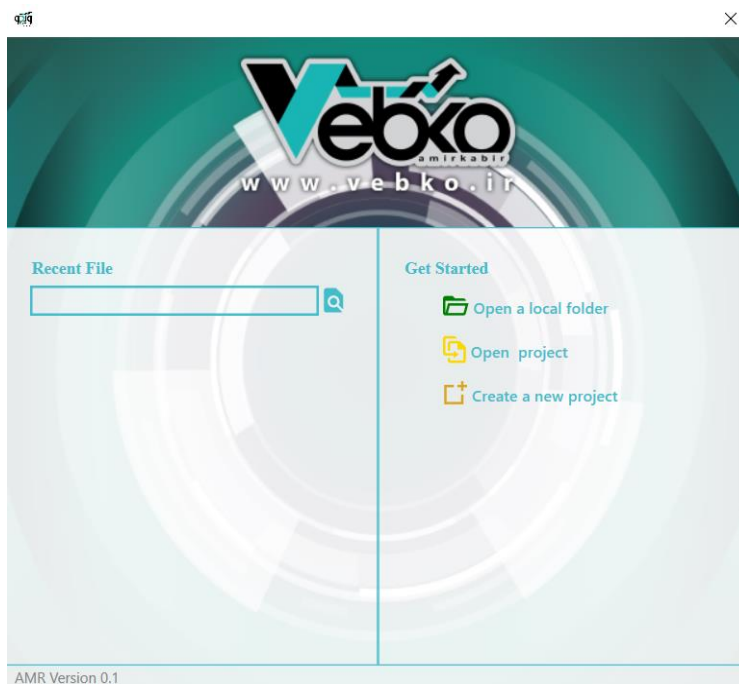 Vebko
amirkabir
www.vebko.ir
Recent File
Get Started
Open a local folder
Open project
Create a new project
AMR Version 0.1